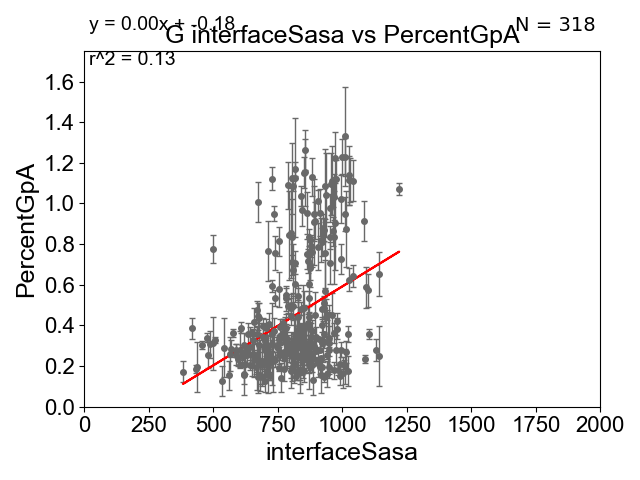 y = 0.00x + -0.18
N = 318
G interfaceSasa vs PercentGpA
r^2 = 0.13
1.6
1.4
1.2
1.0
0.8
0.6
0.4
0.2
0.0
PercentGpA
0 250 500 750 1000 1250 1500 1750 2000
interfaceSasa